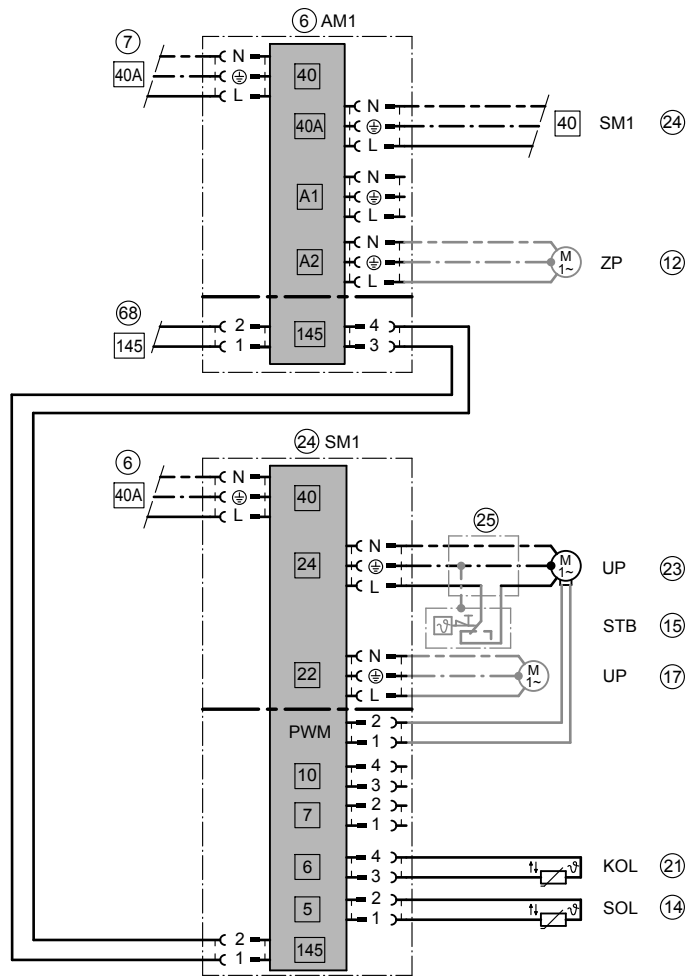 6 AM1
7
N
40
40A
L
N
40A
40 SM1 24
L
N
A1
L
N
A2
M
1~
ZP 12
L
68
2
4
145
145
1
3
24 SM1
6
N
40
40A
L
25
N
24
M
1~
UP 23
L
ϑ
STB 15
N
22
M
1~
UP 17
L
2
PWM
1
4
10
3
2
7
1
4
6
ϑ
KOL 21
3
2
5
ϑ
SOL 14
1
2
145
1